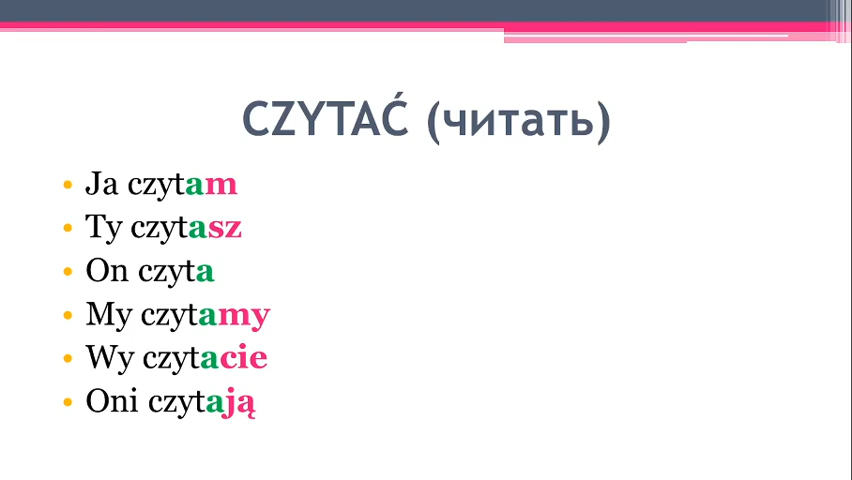 CZYTAĆ (читать)
• Ja czytam
• Ty czytasz
• On czyta
• My czytamy
• Wy czytacie
• Oni czytają